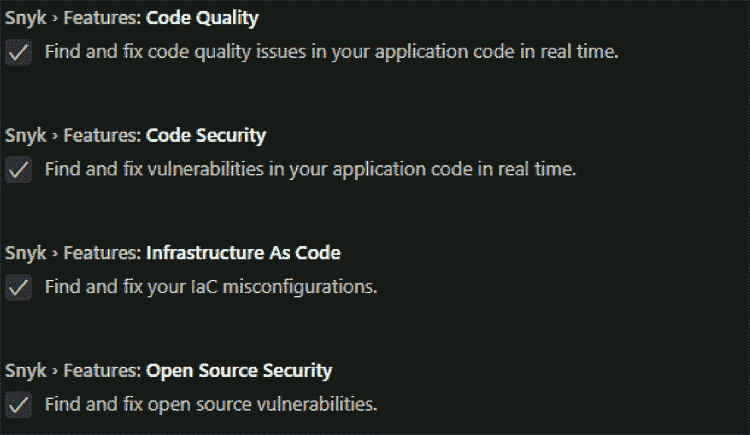 Snyk › Features: Code Quality
Find and fix code quality issues in your application code in real time.
Snyk › Features: Code Security
Find and fix vulnerabilities in your application code in real time.
Snyk › Features: Infrastructure As Code
Find and fix your IaC misconfigurations.
Snyk › Features: Open Source Security
Find and fix open source vulnerabilities.